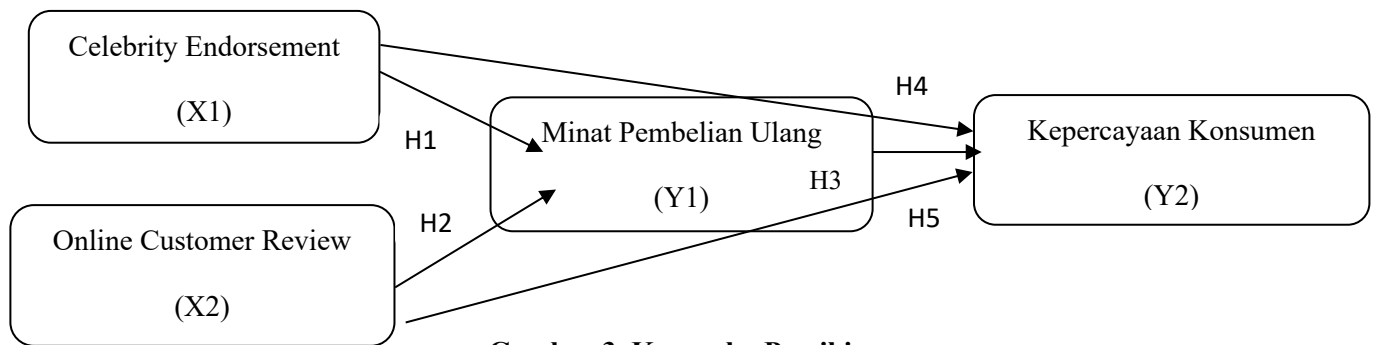 Celebrity Endorsement
(X1)
H1
H4
Minat Pembelian Ulang
(Y1)
H3
Kepercayaan Konsumen
(Y2)
Online Customer Review
(X2)
H2
H5